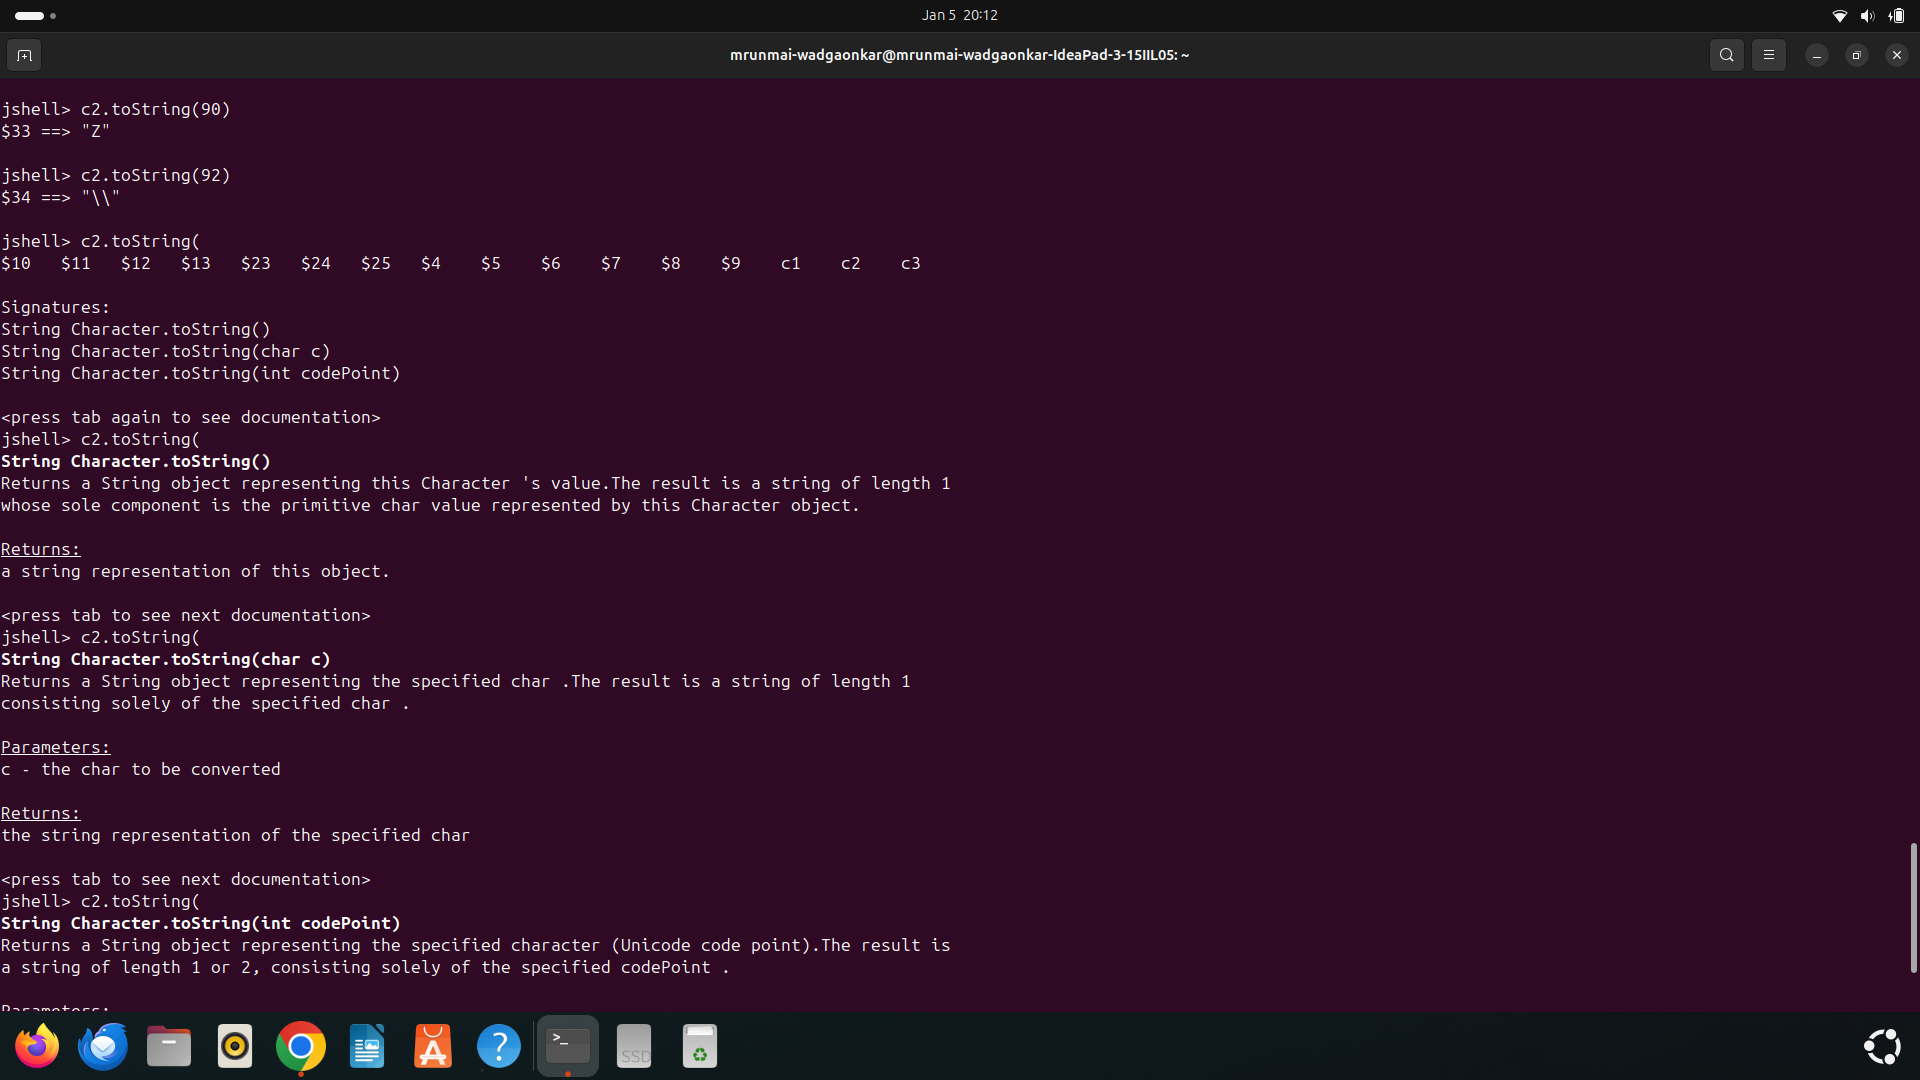 Jan 5 20:12
mrunmai-wadgaonkar@mrunmai-wadgaonkar-IdeaPad-3-15IIL05: ~
jshell> c2.toString(90)
$33 ==> "Z"
jshell> c2.toString(92)
$34 ==> "\\"
jshell> c2.toString(
$10 $11 $12 $13 $23 $24 $25 $4 $5 $6 $7 $8 $9 c1 c2 c3
Signatures:
String Character.toString()
String Character.toString(char c)
String Character.toString(int codePoint)
<press tab again to see documentation>
jshell> c2.toString(
String Character.toString()
Returns a String object representing this Character 's value.The result is a string of length 1
whose sole component is the primitive char value represented by this Character object.
Returns:
a string representation of this object.
<press tab to see next documentation>
jshell> c2.toString(
String Character.toString(char c)
Returns a String object representing the specified char .The result is a string of length 1
consisting solely of the specified char .
Parameters:
c - the char to be converted
Returns:
the string representation of the specified char
<press tab to see next documentation>
jshell> c2.toString(
String Character.toString(int codePoint)
Returns a String object representing the specified character (Unicode code point).The result is
a string of length 1 or 2, consisting solely of the specified codePoint .
Parameters:
>_
?
SSD